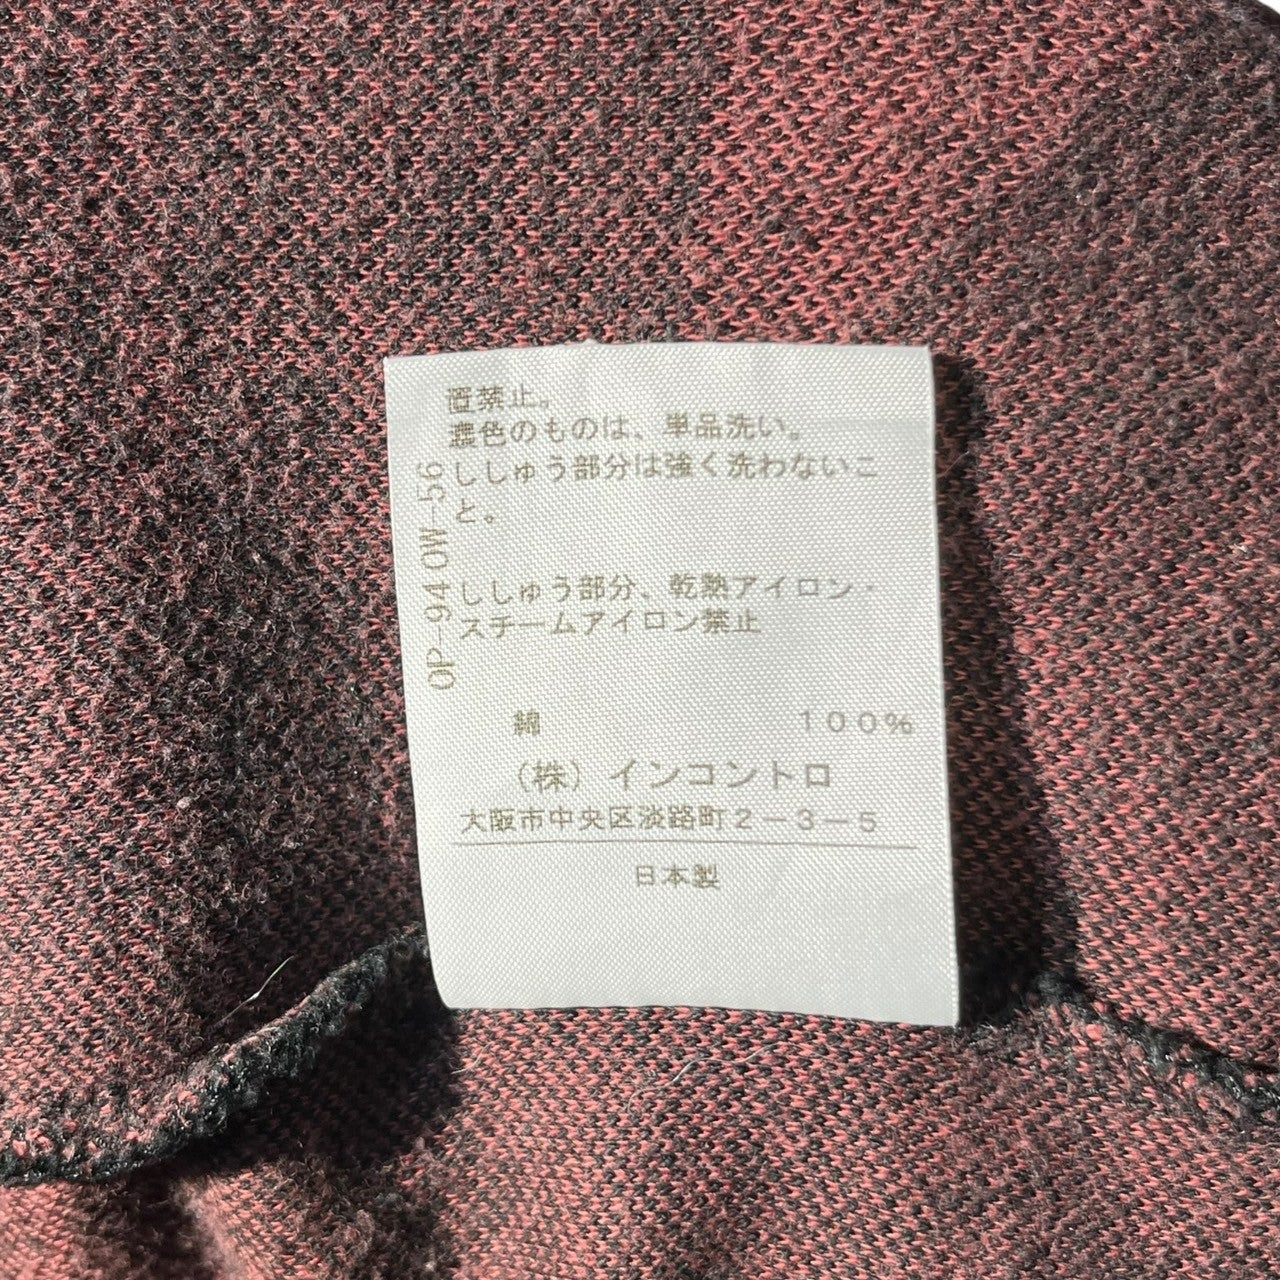 置禁止。
濃色のものは、単品洗い。
ししゅう部分は強く洗わないこ
と。
ししゅう部分、乾熱アイロン・
スチームアイロン禁止
綿 100%
(株)インコントロ
大阪市中央区淡路町2-3-5
日本製
OP-94 OW-56